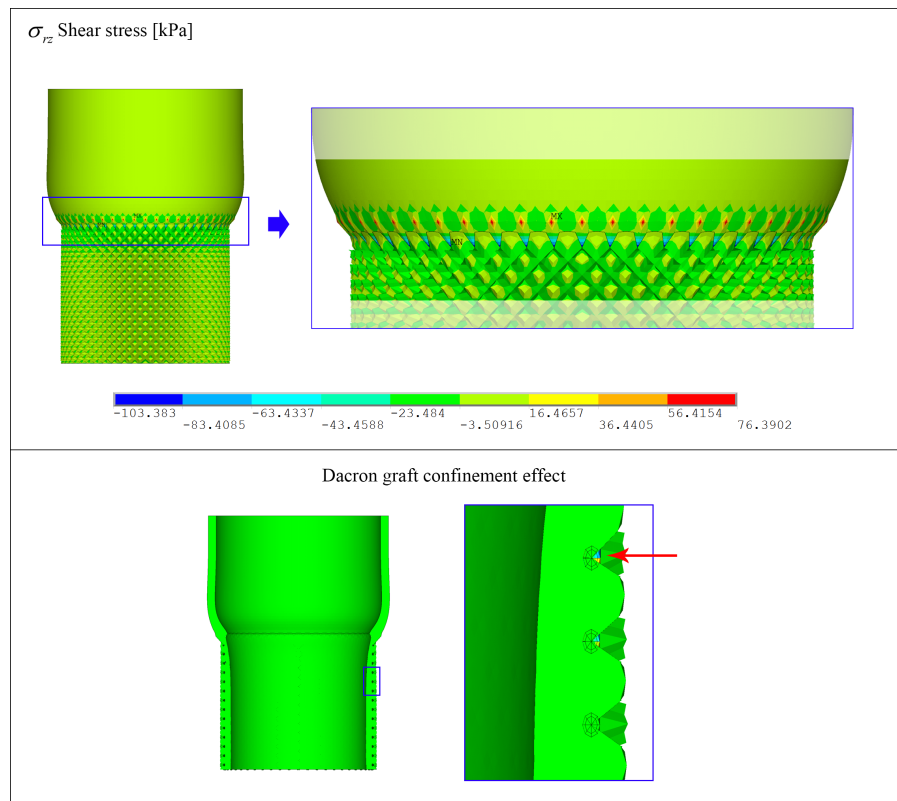 σrz Shear stress [kPa]
MX
MX
MN
-103.383 -63.4337 -23.484 16.4657 56.4154
-83.4085 -43.4588 -3.50916 36.4405 76.3902
Dacron graft confinement effect